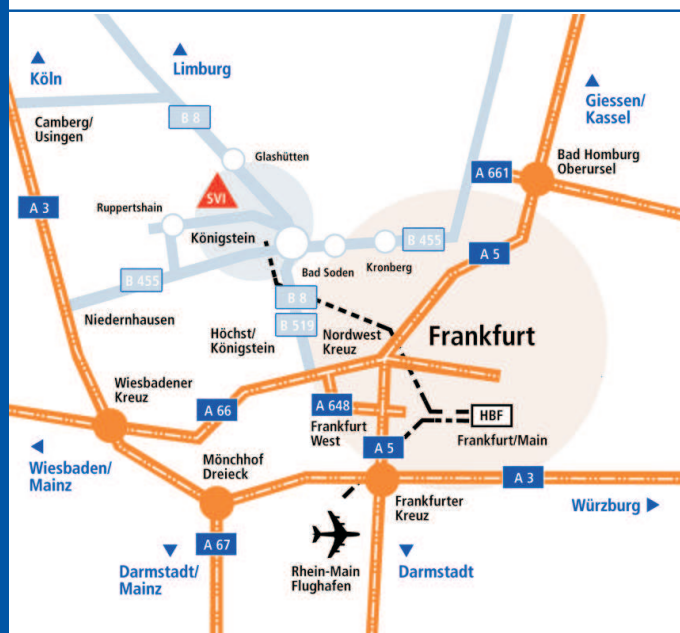 Köln
Limburg
Giessen/
Kassel
Camberg/
Usingen
B 8
Glashütten
A 661
Bad Homburg
Oberursel
SVI
A 3
Ruppertshain
Königstein
B 455
A 5
Bad Soden
Kronberg
B 455
B 8
Niedernhausen
B 519
Höchst/
Königstein
Nordwest
Kreuz
Frankfurt
Wiesbadener
Kreuz
A 66
A 648
HBF
Frankfurt
West
Frankfurt/Main
A 5
Wiesbaden/
Mainz
Mönchhof
Dreieck
A 3
Frankfurter
Kreuz
Würzburg
A 67
Darmstadt/
Mainz
Rhein-Main
Flughafen
Darmstadt